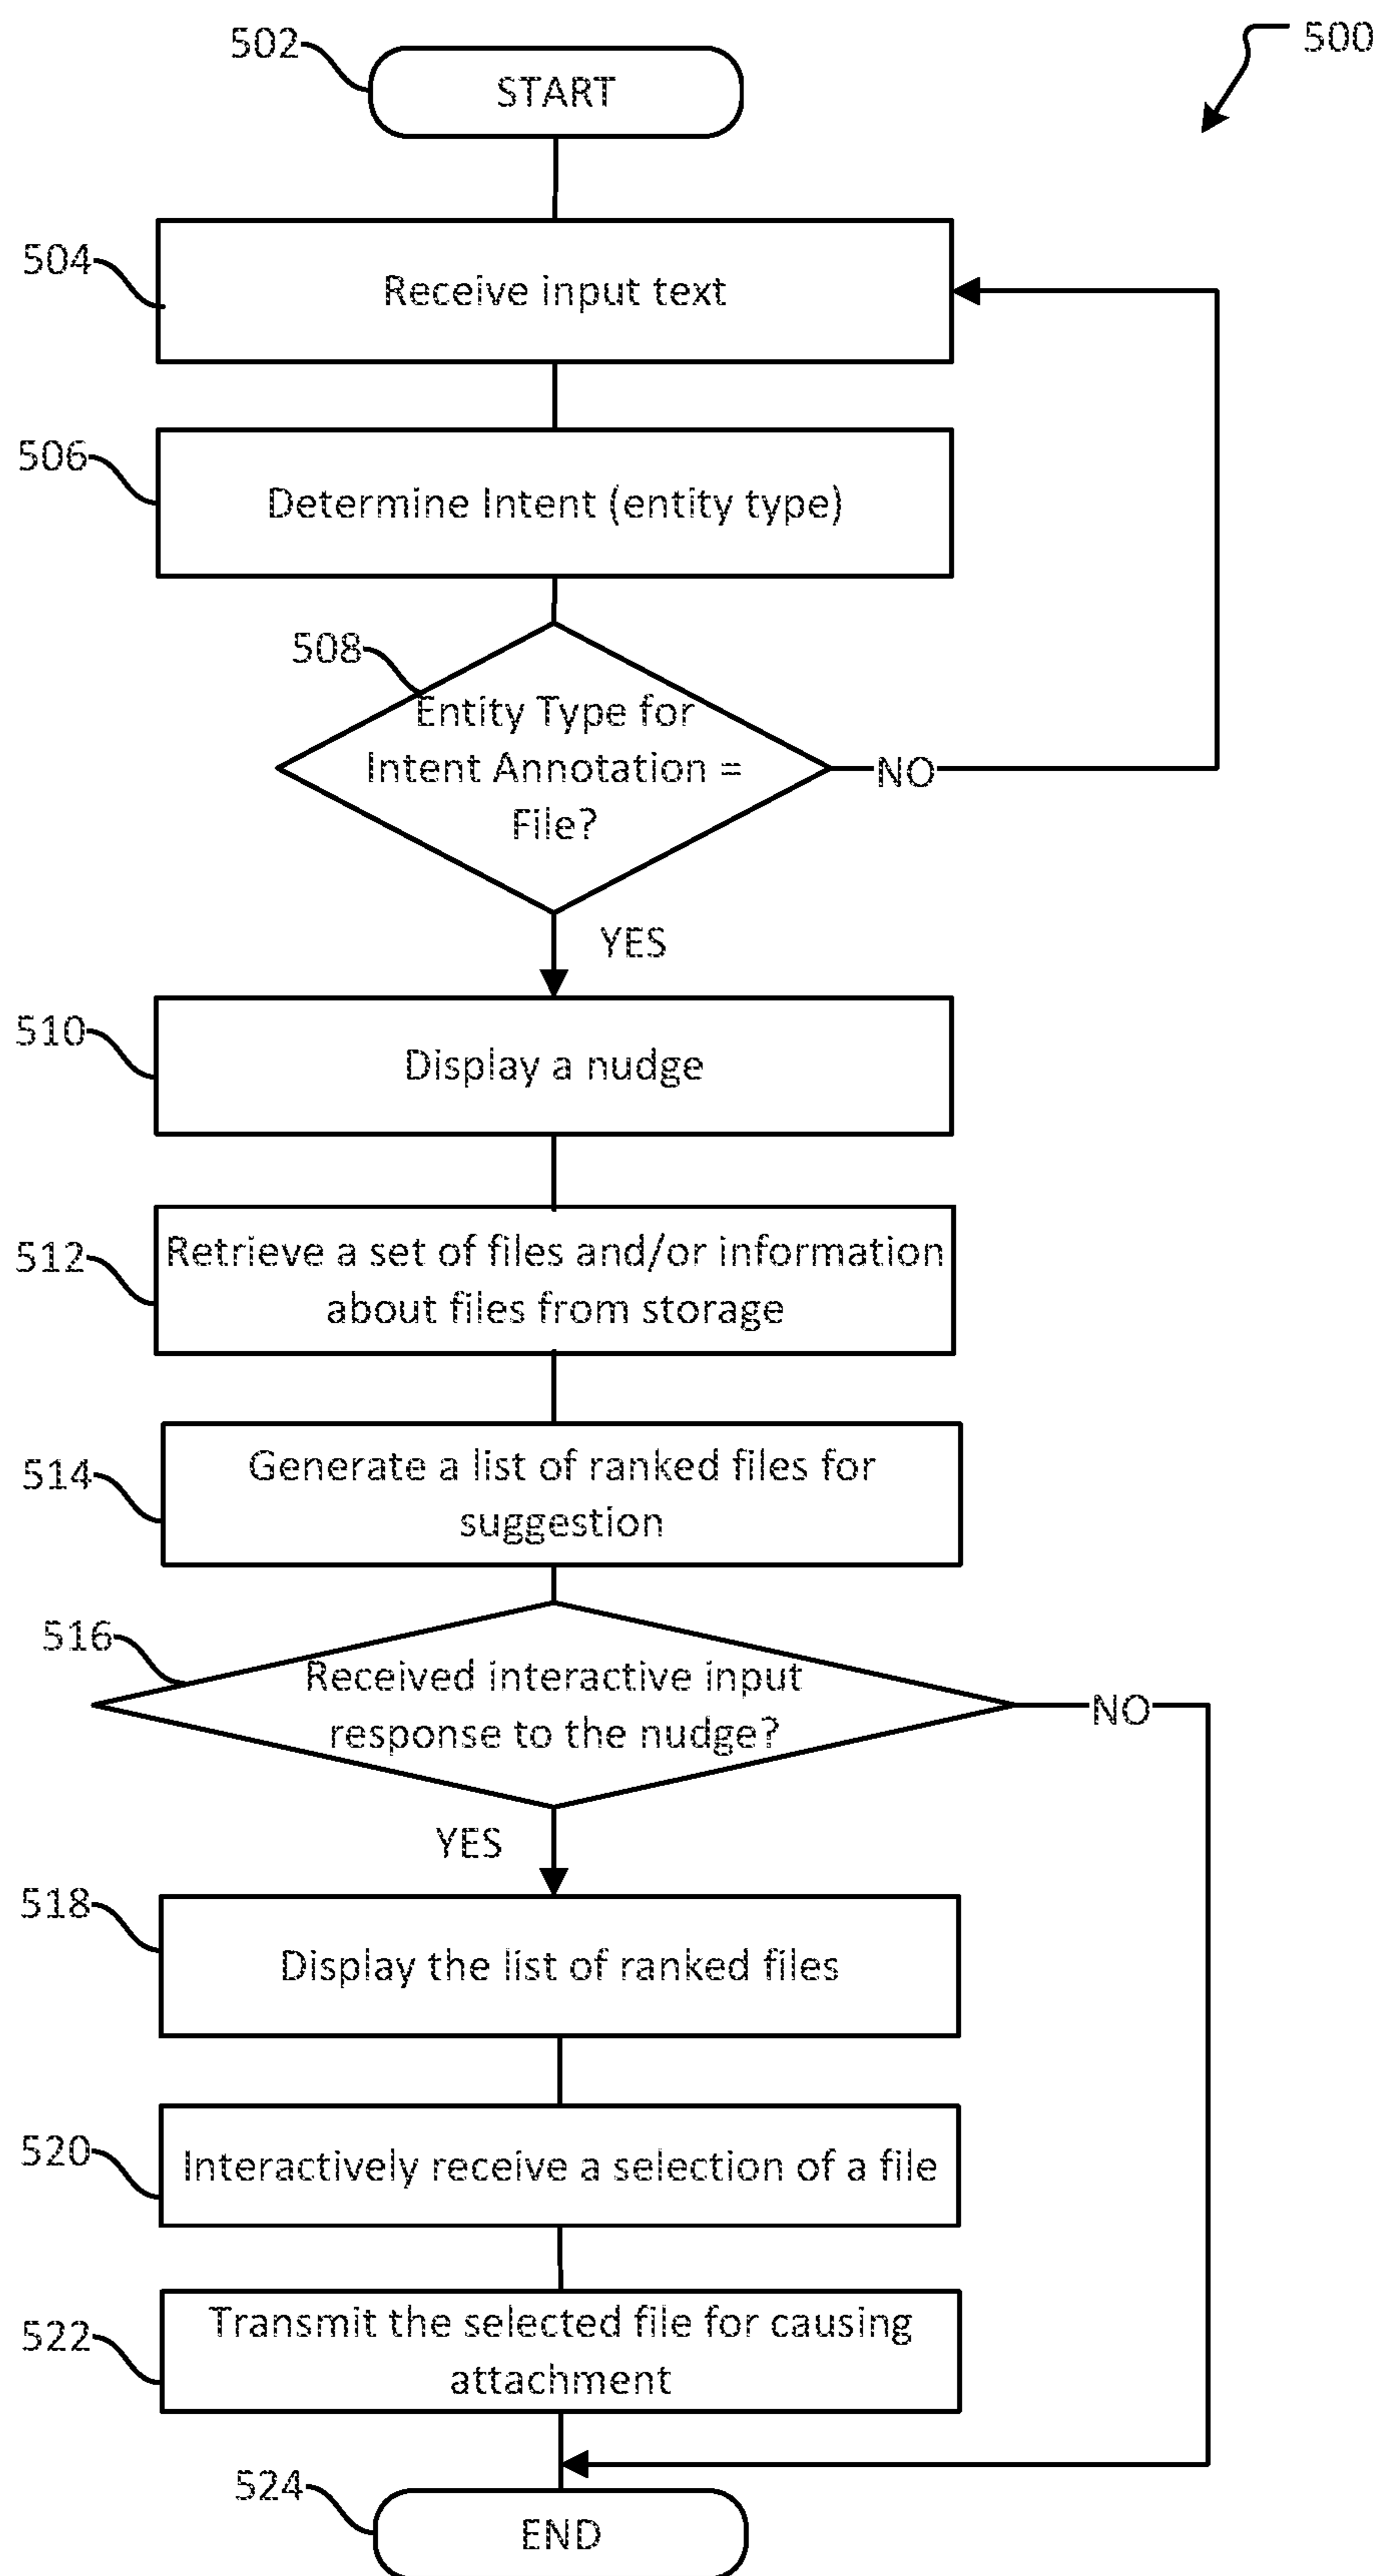 500
502
START
504
Receive input text
506
Determine Intent (entity type)
508
Entity Type for
Intent Annotation =
File?
NO
YES
510
Display a nudge
512
Retrieve a set of files and/or information
about files from storage
514
Generate a list of ranked files for
suggestion
516
Received interactive input
response to the nudge?
NO
YES
518
Display the list of ranked files
520
Interactively receive a selection of a file
522
Transmit the selected file for causing
attachment
524
END